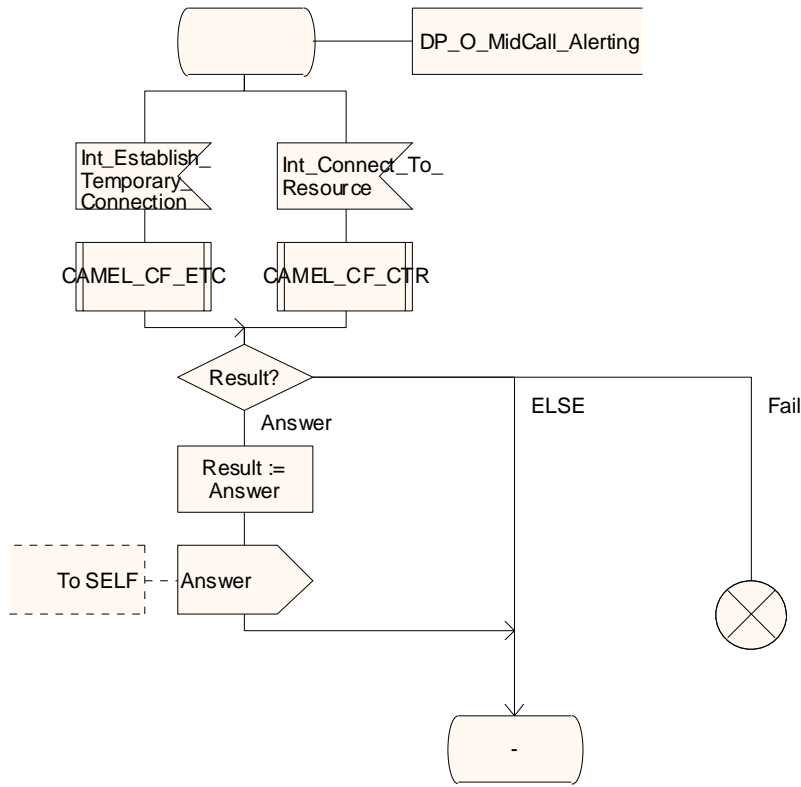 DP_O_MidCall_Alerting
Int_Establish_
Temporary_
Connection
Int_Connect_To_
Resource
CAMEL_CF_ETC
CAMEL_CF_CTR
Result?
ELSE
Fail
Answer
Result :=
Answer
To SELF
Answer
-